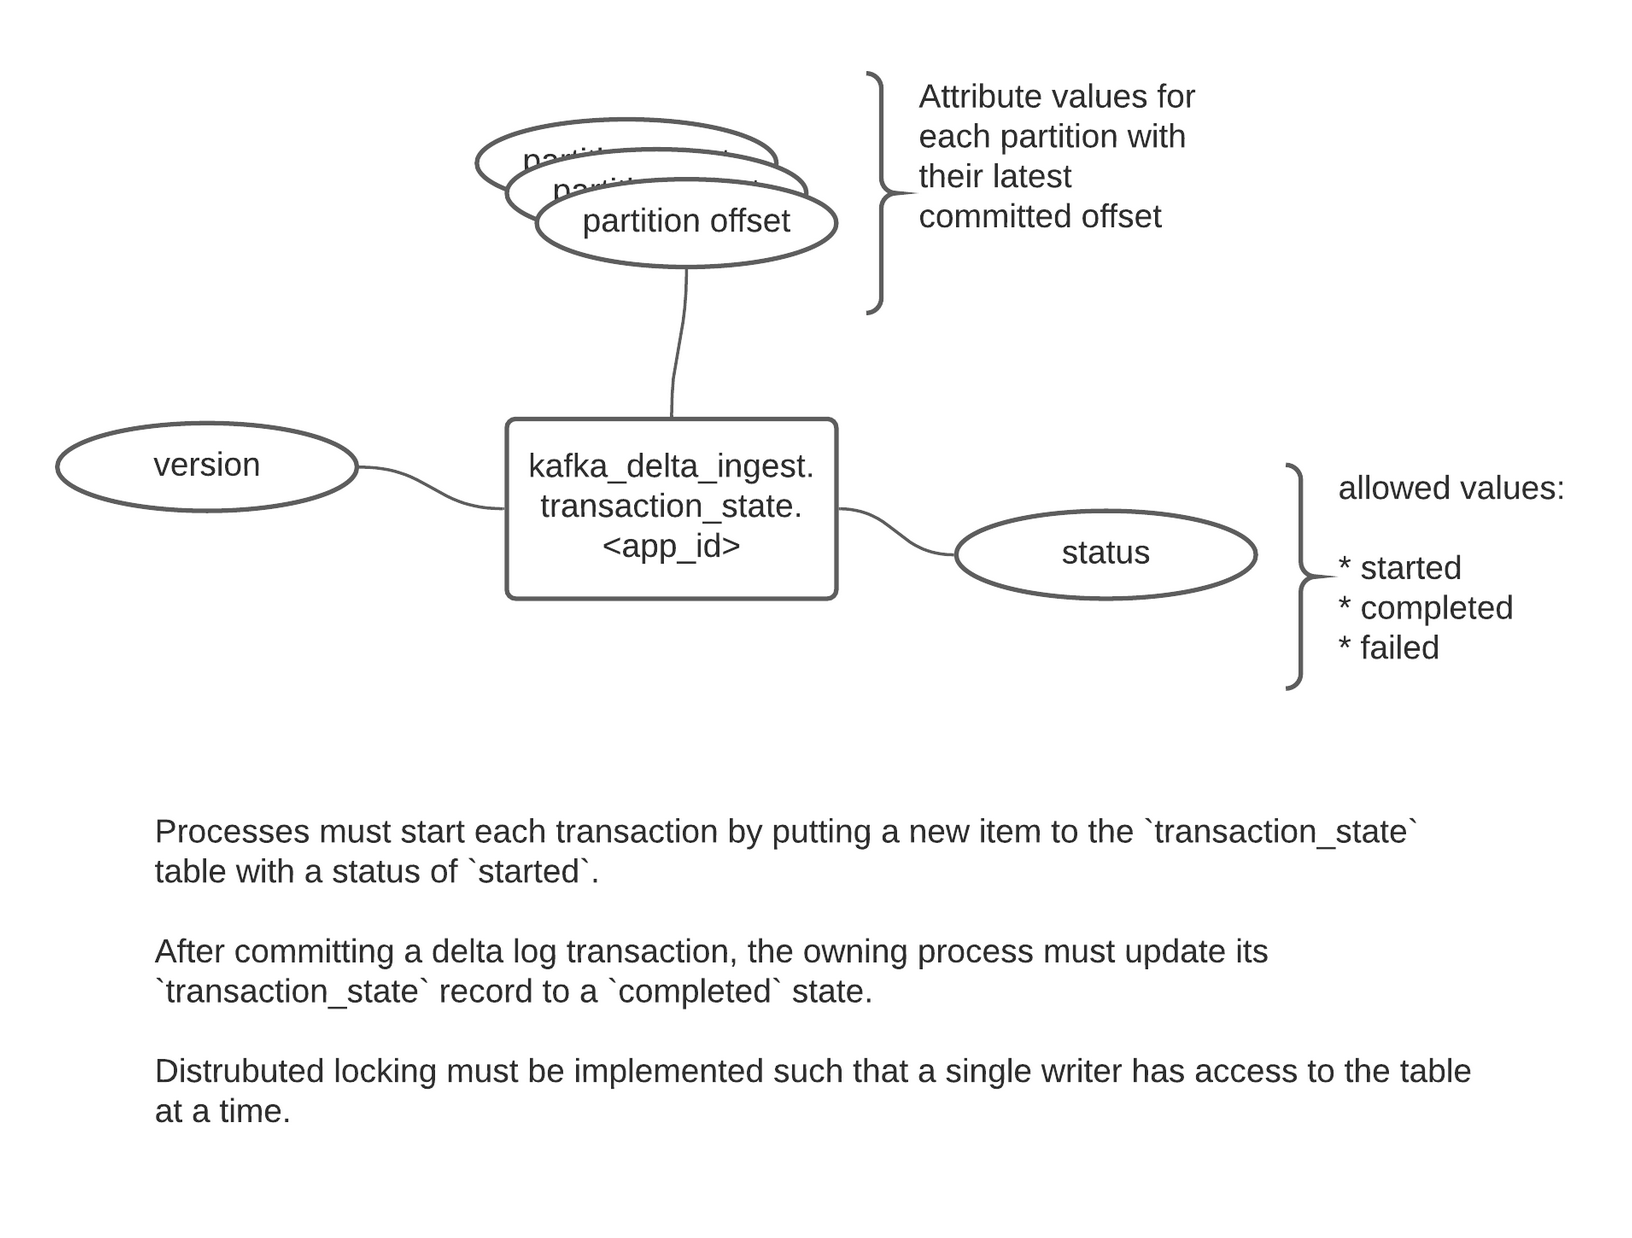 partition offset
Attribute values for
each partition with
their latest
committed offset
version
kafka_delta_ingest.
transaction_state.
<app_id>
status
allowed values:
* started
* completed
* failed
Processes must start each transaction by putting a new item to the `transaction_state`
table with a status of `started`.
After committing a delta log transaction, the owning process must update its
`transaction_state` record to a `completed` state.
Distrubuted locking must be implemented such that a single writer has access to the table
at a time.